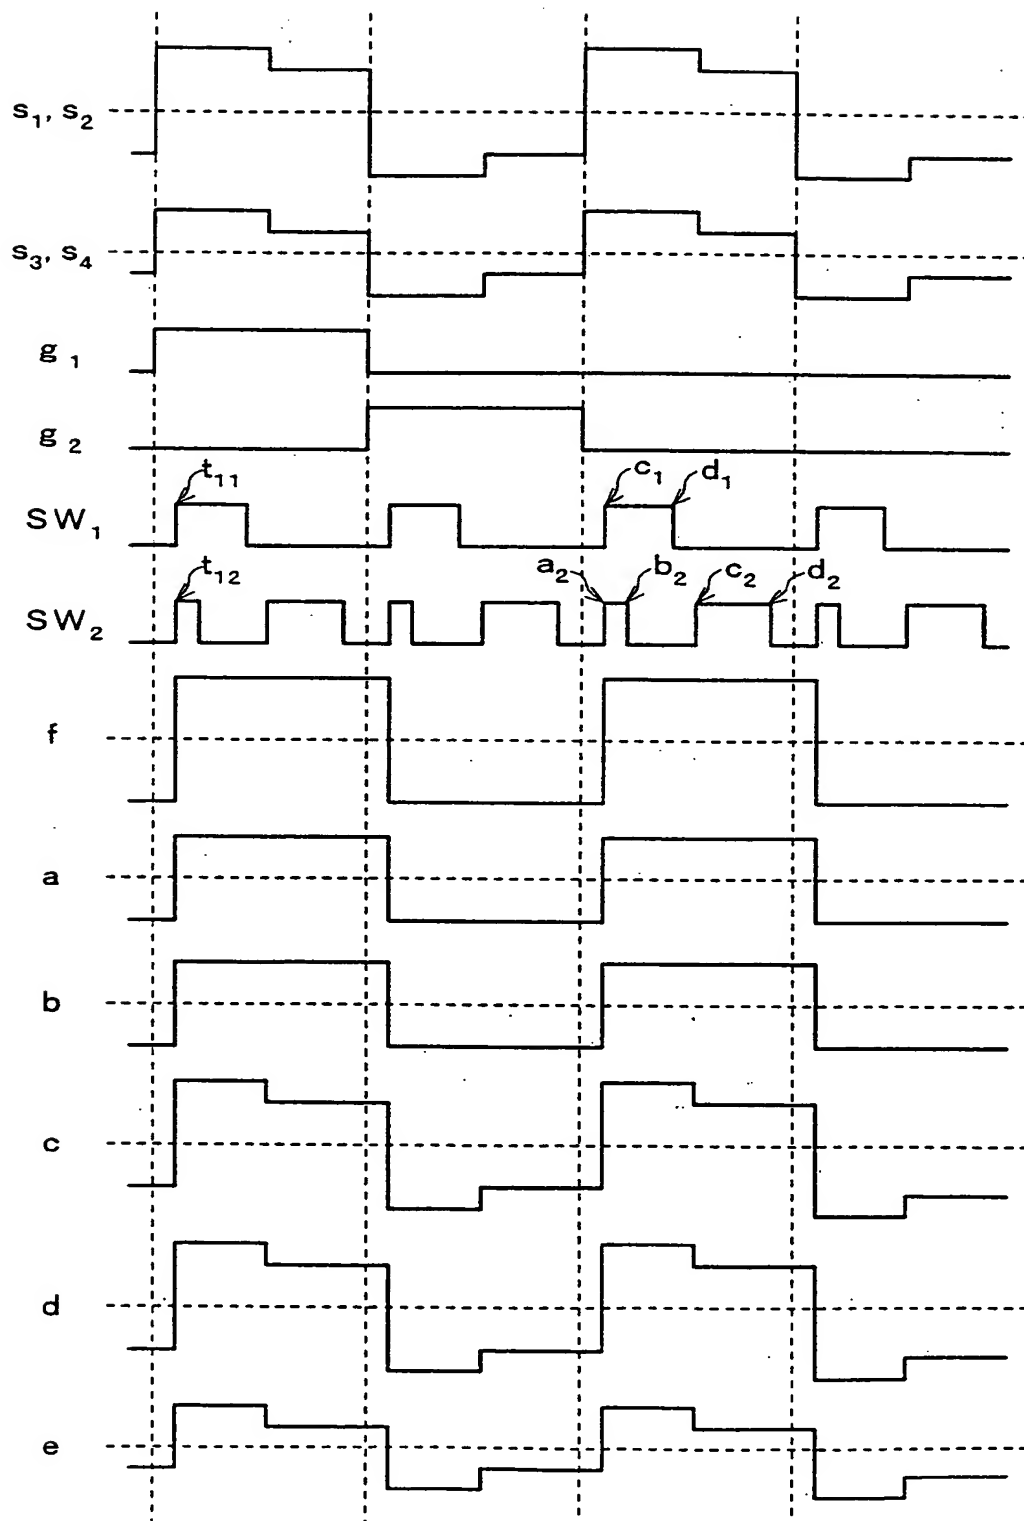 s₁, s₂
s₃, s₄
g₁
g₂
t₁₁
c₁
d₁
SW₁
t₁₂
a₂
b₂
c₂
d₂
SW₂
f
a
b
c
d
e